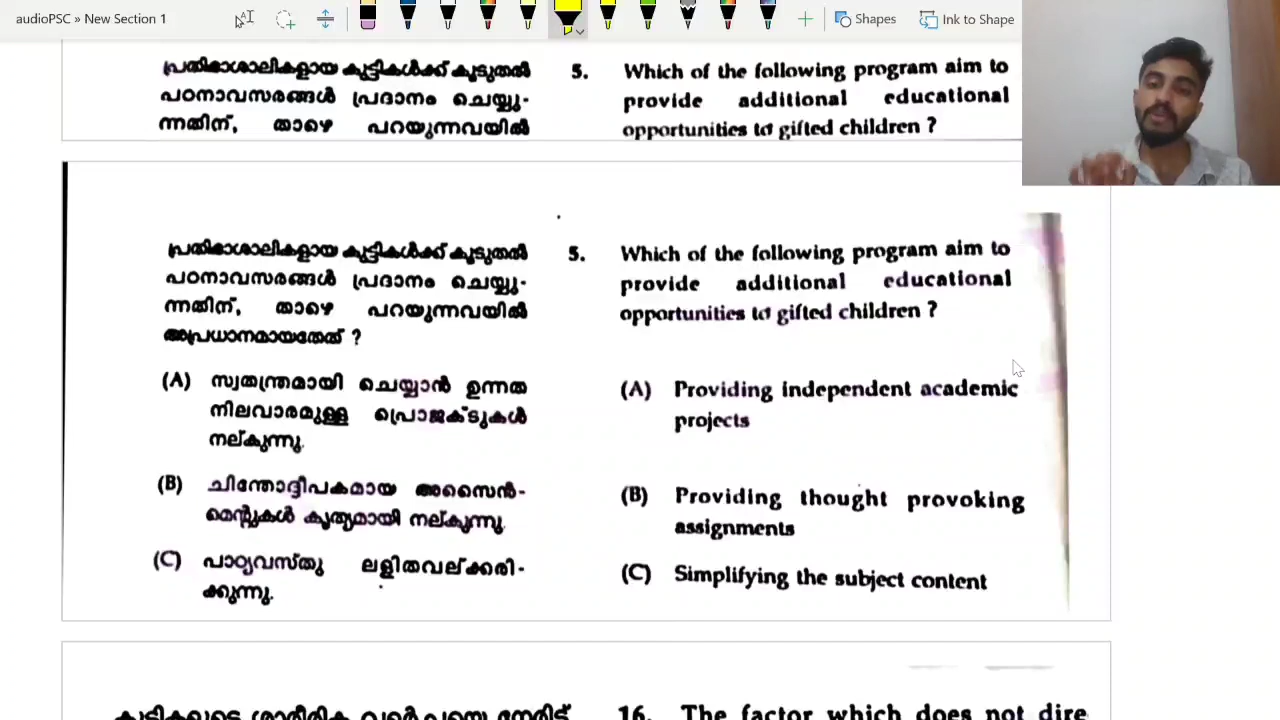 audioPSC » New Section 1
Shapes
Ink to Shape
പ്രതിഭാശാലികളായ കുട്ടികൾക്ക് കൂടുതൽ
പഠനാവസരങ്ങൾ പ്രദാനം ചെയ്യു-
ന്നതിന്, താഴെ പറയുന്നവയിൽ
5. Which of the following program aim to
provide additional educational
opportunities to gifted children ?
പ്രതിഭാശാലികളായ കുട്ടികൾക്ക് കൂടുതൽ
പഠനാവസരങ്ങൾ പ്രദാനം ചെയ്യു-
ന്നതിന്, താഴെ പറയുന്നവയിൽ
അപ്രധാനമായതേത് ?
(A) സ്വതന്ത്രമായി ചെയ്യാൻ ഉന്നത
നിലവാരമുള്ള പ്രൊജക്ടുകൾ
നല്കുന്നു.
(B) ചിന്തോദ്ദീപകമായ അസൈൻ-
മെന്റുകൾ കൃത്യമായി നല്കുന്നു.
(C) പാഠ്യവസ്തു ലളിതവല്ക്കരി-
ക്കുന്നു.
5. Which of the following program aim to
provide additional educational
opportunities to gifted children ?
(A) Providing independent academic
projects
(B) Providing thought provoking
assignments
(C) Simplifying the subject content
16. The factor which does not dire